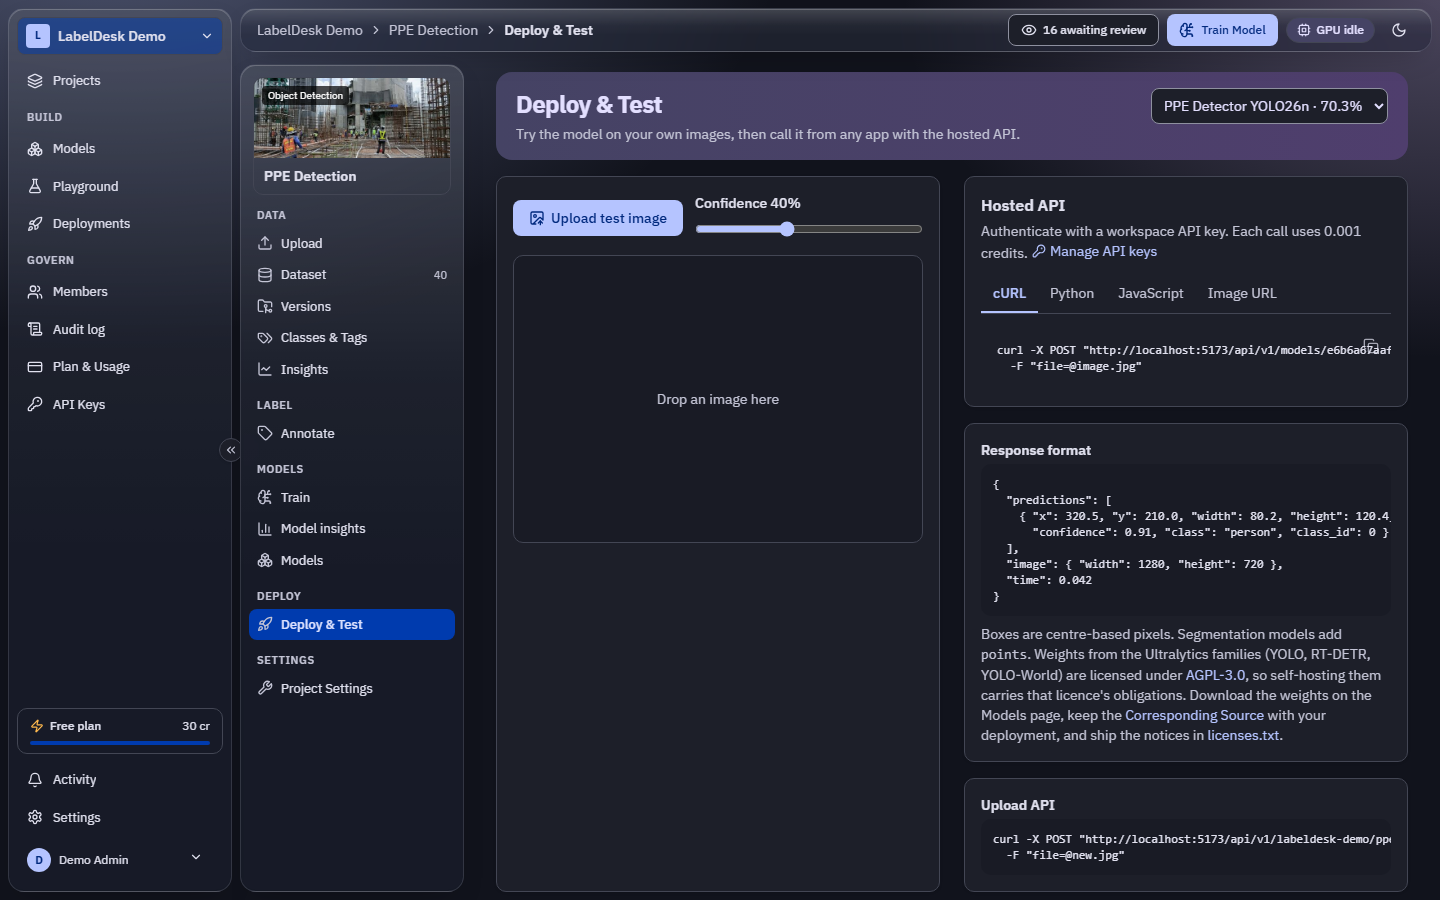 L LabelDesk Demo
Projects
BUILD
Models
Playground
Deployments
GOVERN
Members
Audit log
Plan & Usage
API Keys
Free plan 30 cr
Activity
Settings
D Demo Admin
LabelDesk Demo > PPE Detection > Deploy & Test
16 awaiting review
Train Model
GPU idle
Object Detection
PPE Detection
DATA
Upload
Dataset 40
Versions
Classes & Tags
Insights
LABEL
Annotate
MODELS
Train
Model insights
Models
DEPLOY
Deploy & Test
SETTINGS
Project Settings
Deploy & Test
Try the model on your own images, then call it from any app with the hosted API.
PPE Detector YOLO26n · 70.3%
Upload test image
Confidence 40%
Drop an image here
Hosted API
Authenticate with a workspace API key. Each call uses 0.001
credits. Manage API keys
cURL Python JavaScript Image URL
curl -X POST "http://localhost:5173/api/v1/models/
-F "file=@image.jpg"
Response format
{
"predictions": [
{ "x": 320.5, "y": 210.0, "width": 80.2, "height": 120.4,
"confidence": 0.91, "class": "person", "class_id": 0 }
],
"image": { "width": 1280, "height": 720 },
"time": 0.042
}
Boxes are centre-based pixels. Segmentation models add
points. Weights from the Ultralytics families (YOLO, RT-DETR,
YOLO-World) are licensed under AGPL-3.0, so self-hosting them
carries that licence's obligations. Download the weights on the
Models page, keep the Corresponding Source with your
deployment, and ship the notices in licenses.txt.
Upload API
curl -X POST "http://localhost:5173/api/v1/labeldesk-demo/pp
-F "file=@new.jpg"